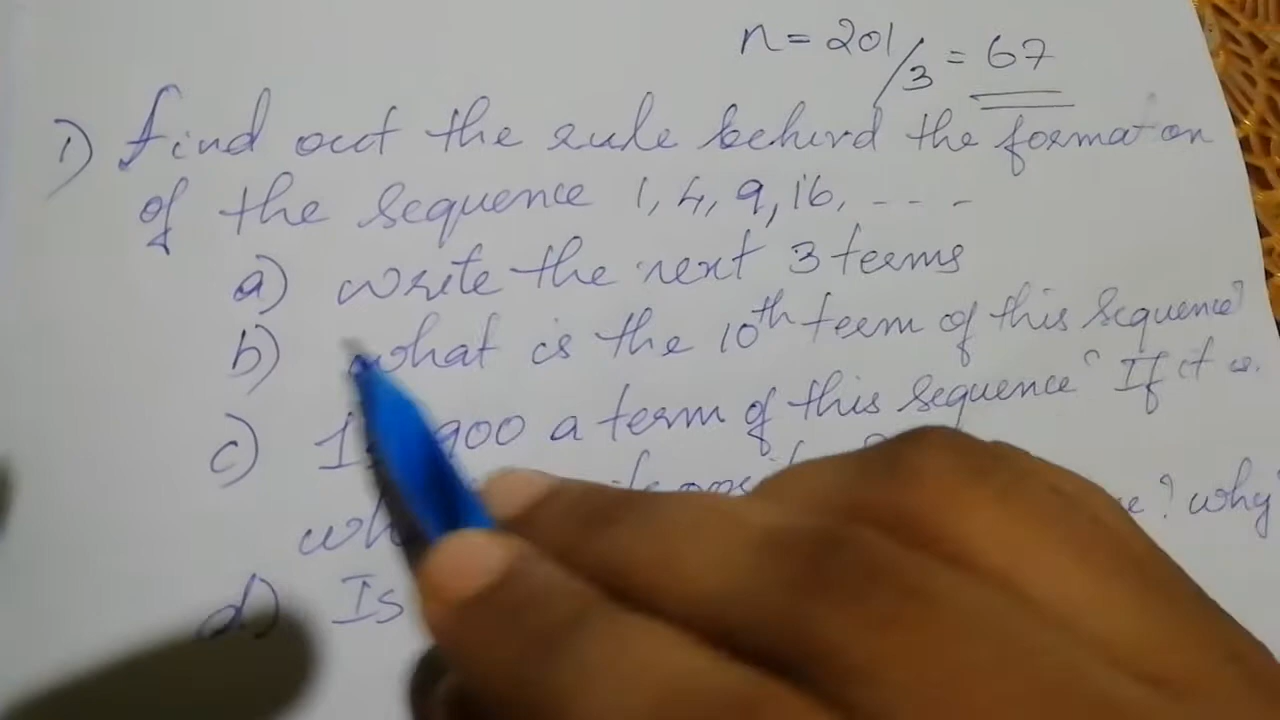 n = 201/3 = 67
1) Find out the rule behind the formation
of the sequence 1, 4, 9, 16, - - -
a) write the next 3 terms
b) what is the 10th term of this sequence?
c) 900 a term of this sequence? If it is.
? why
d) Is